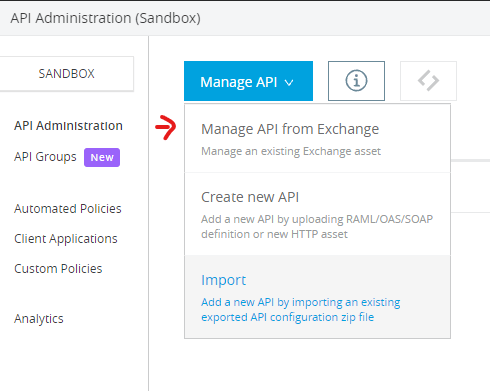 API Administration (Sandbox)
SANDBOX
API Administration
API Groups New
Automated Policies
Client Applications
Custom Policies
Analytics
Manage API
Manage API from Exchange
Manage an existing Exchange asset
Create new API
Add a new API by uploading RAML/OAS/SOAP
definition or new HTTP asset
Import
Add a new API by importing an existing
exported API configuration zip file